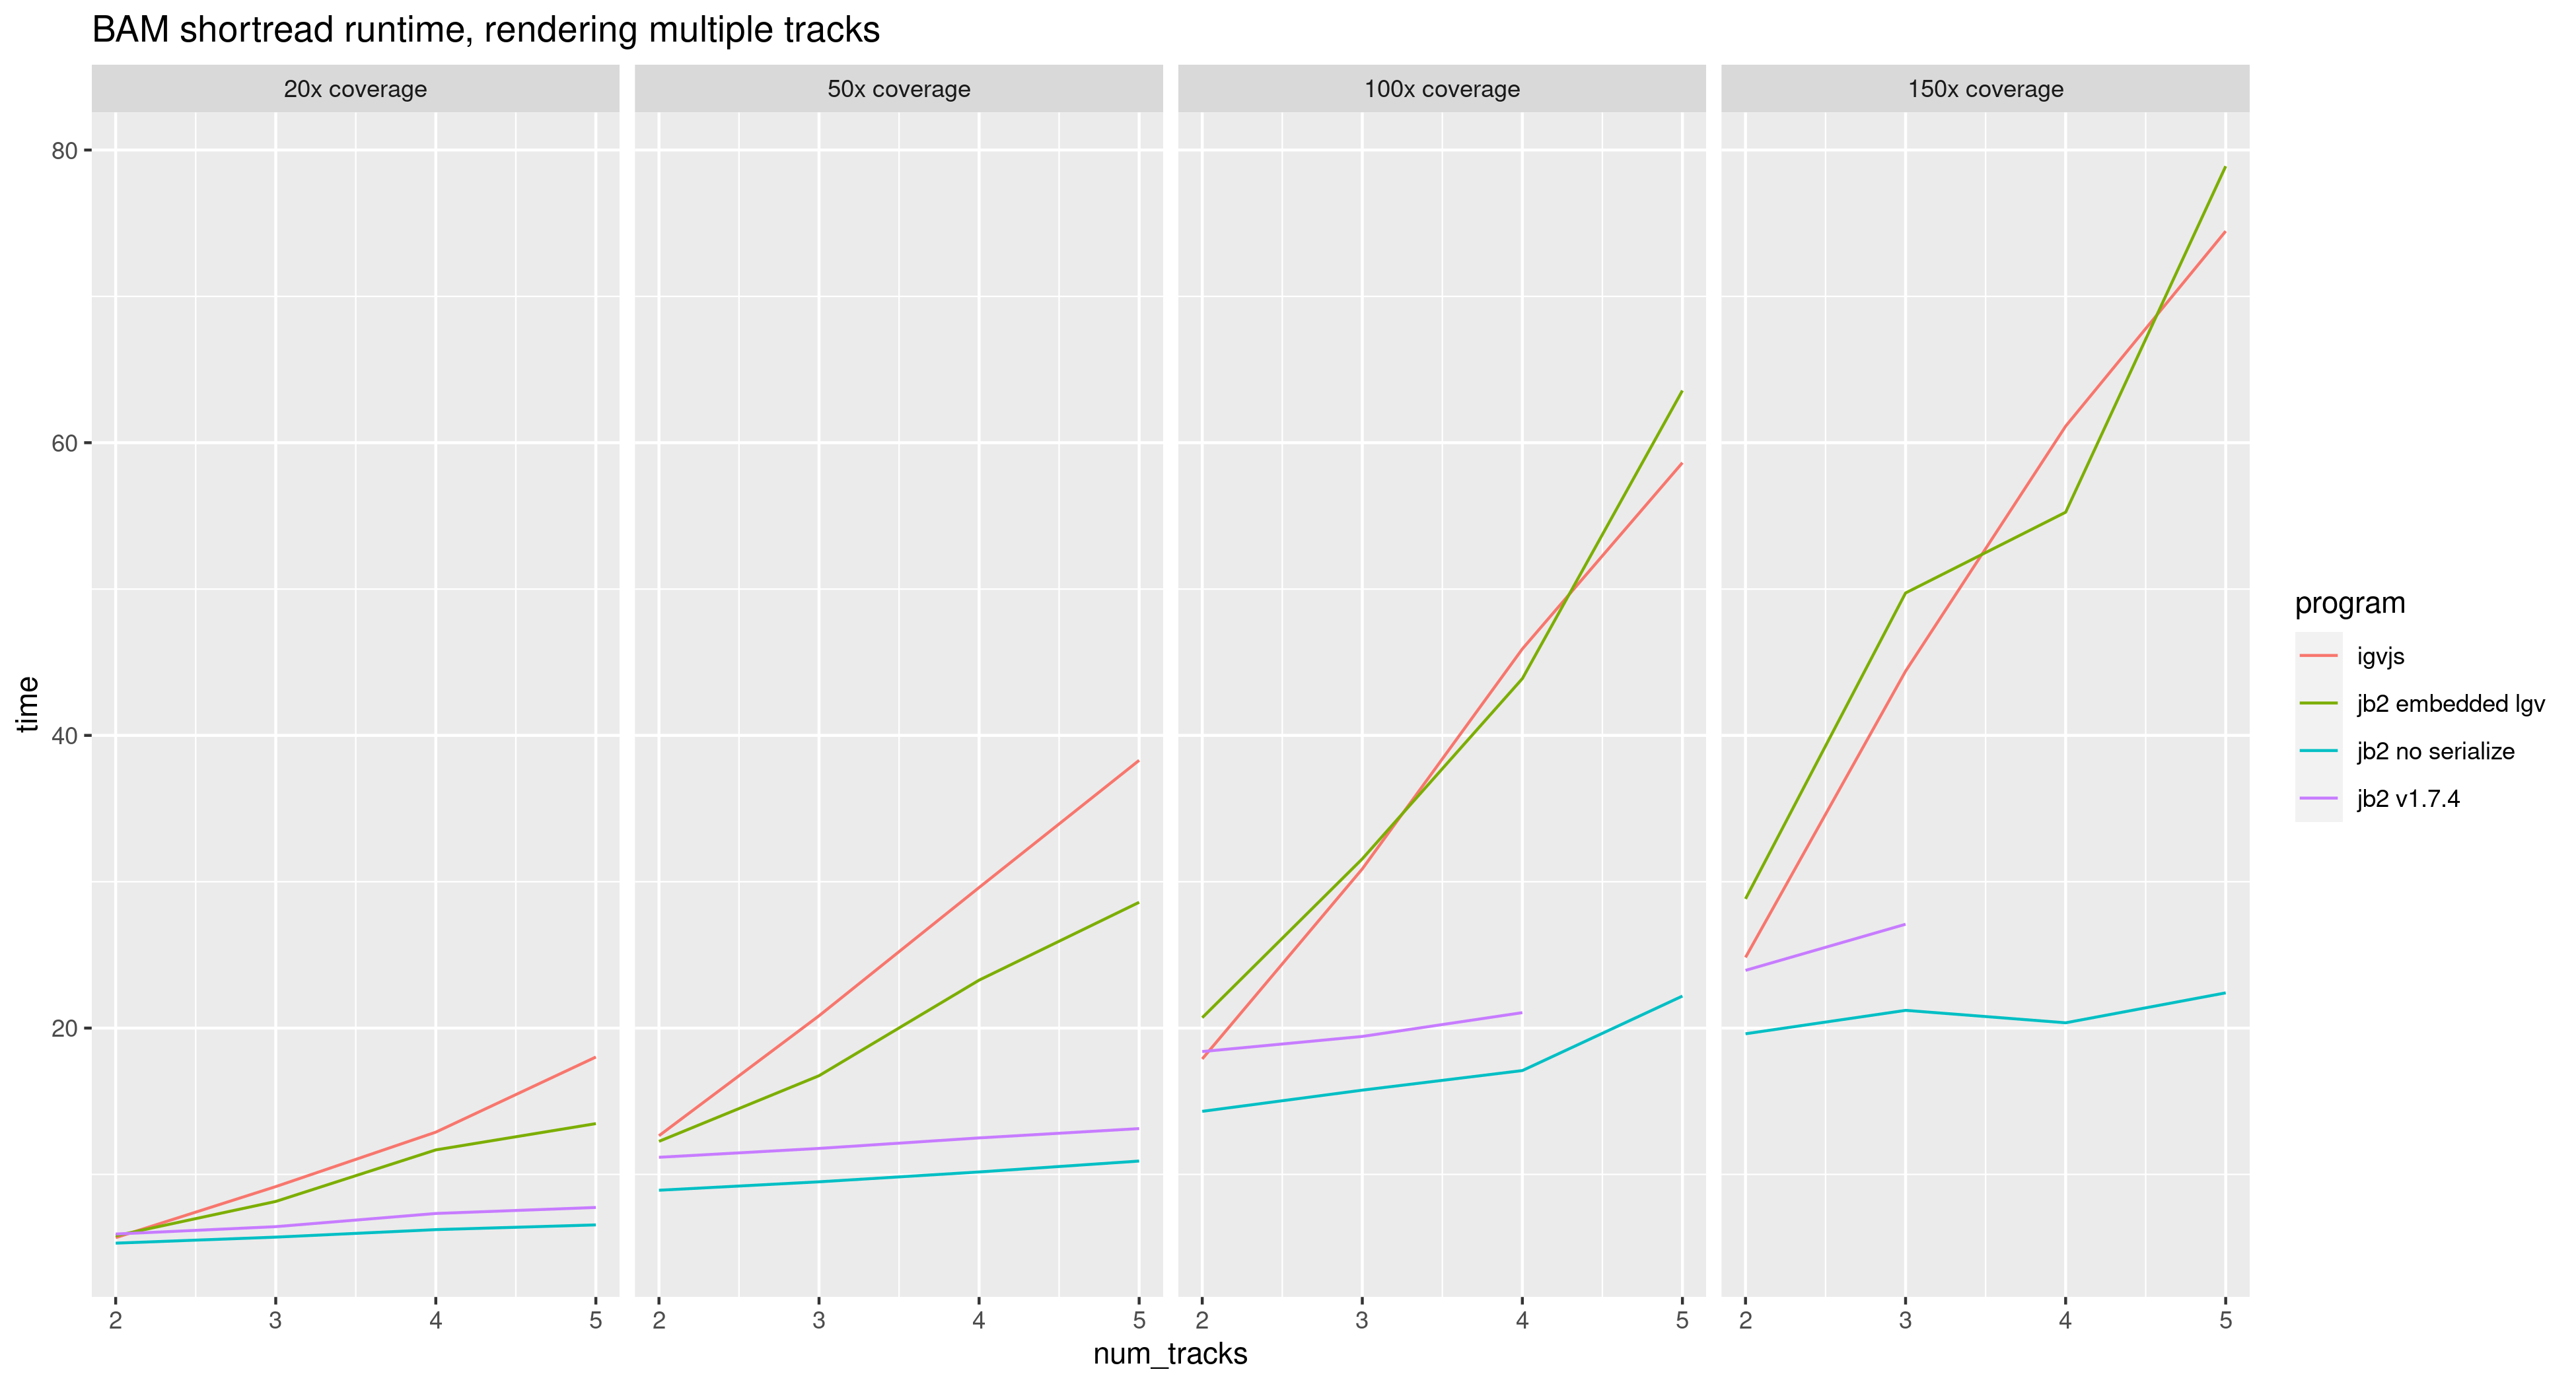 BAM shortread runtime, rendering multiple tracks
20x coverage
50x coverage
100x coverage
150x coverage
80
60
40
20
time
2 3 4 5
2 3 4 5
2 3 4 5
2 3 4 5
num_tracks
program
igvjs
jb2 embedded lgv
jb2 no serialize
jb2 v1.7.4